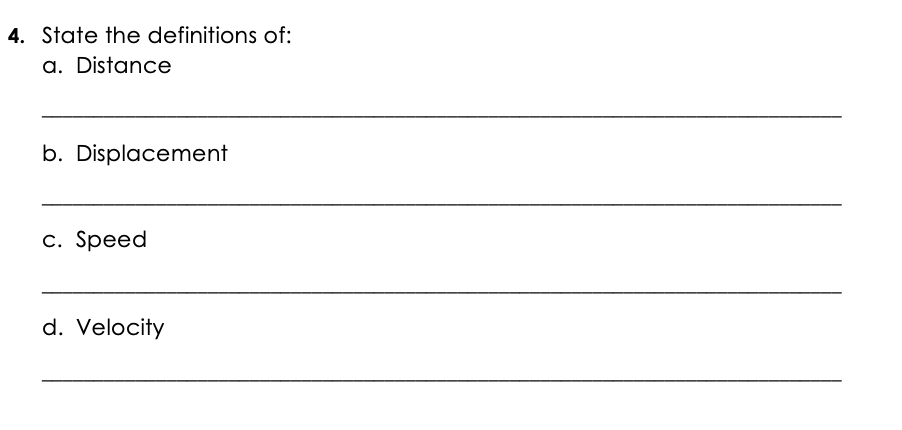 4. State the definitions of:
a. Distance
b. Displacement
c. Speed
d. Velocity